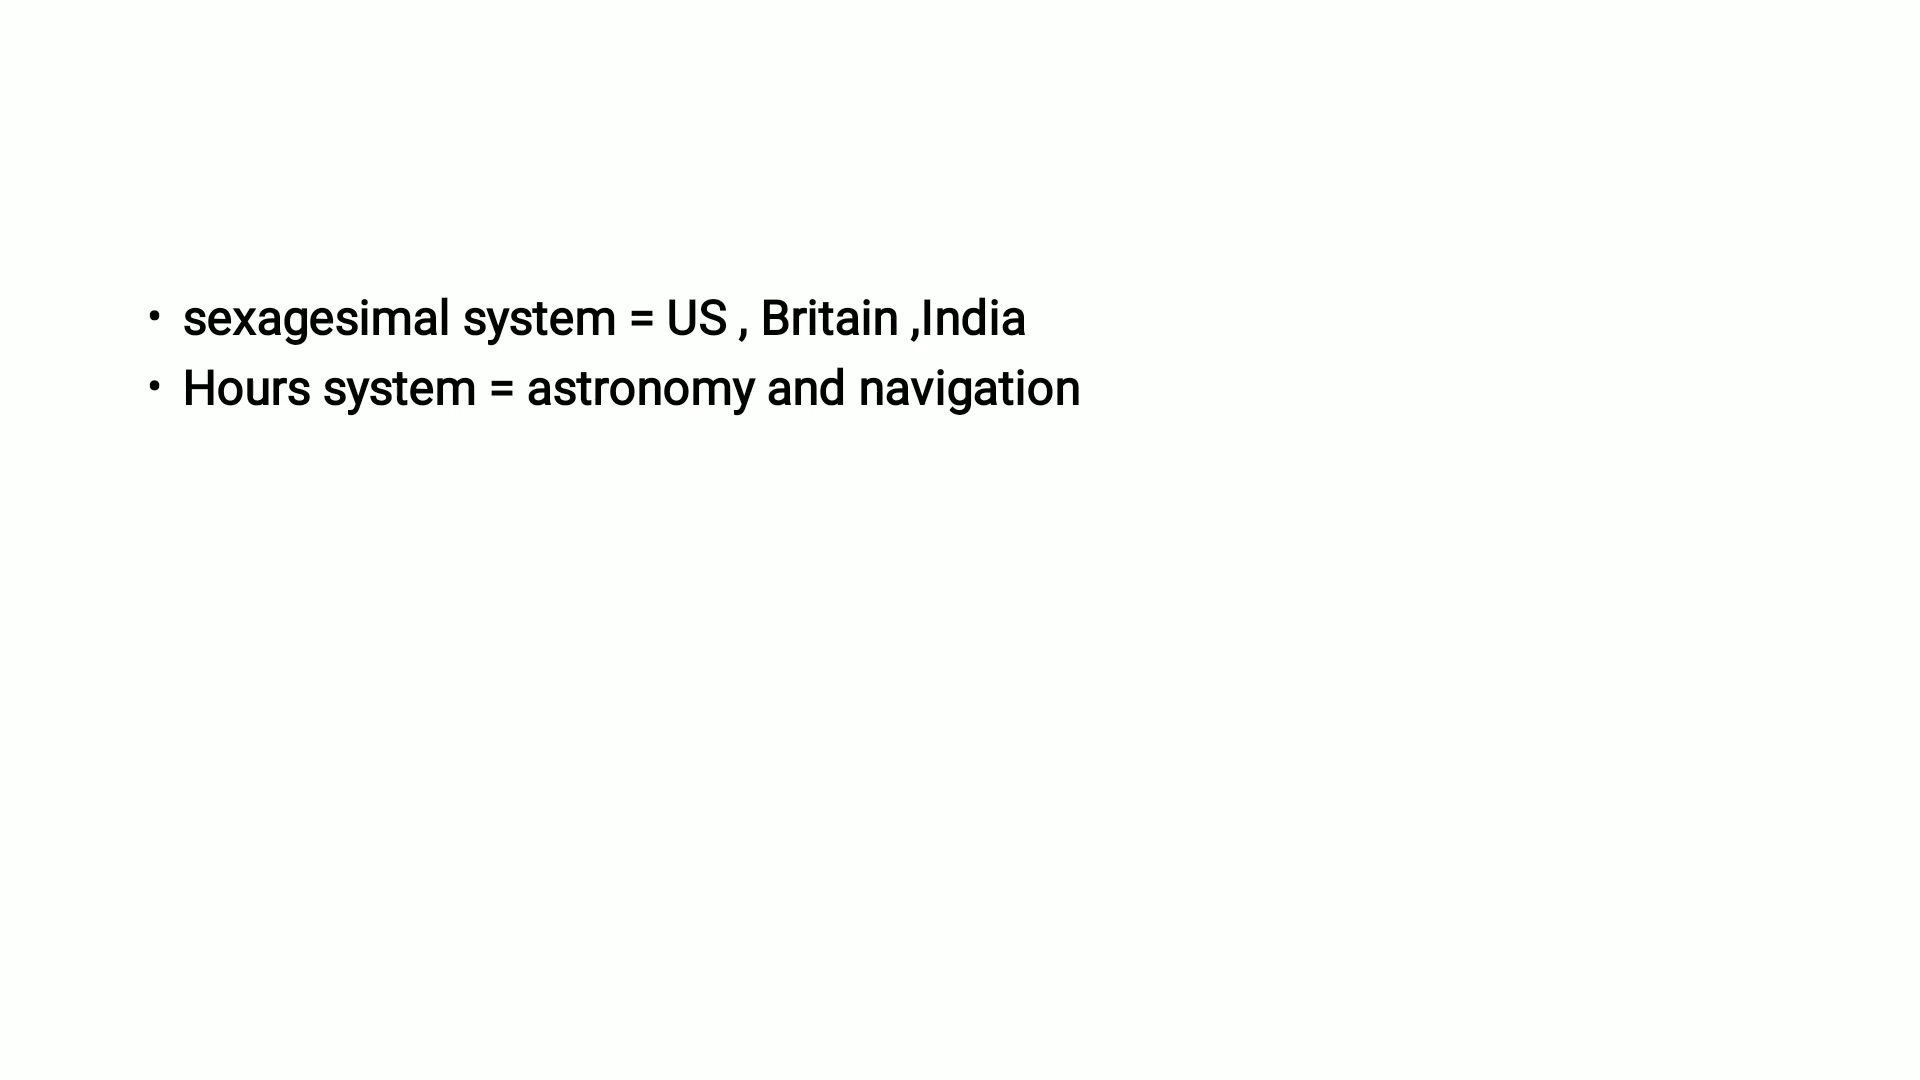 • sexagesimal system = US , Britain ,India
• Hours system = astronomy and navigation